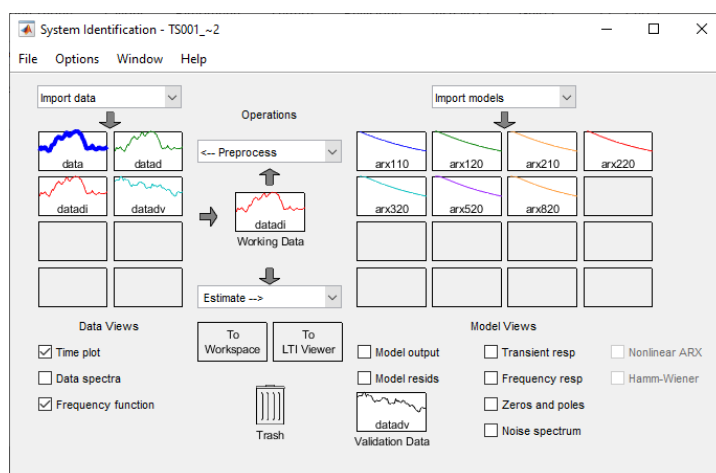 System Identification - TS001_~2
File Options Window Help
Import data
Import models
Operations
data
datad
<-- Preprocess
arx110
arx120
arx210
arx220
datadi
datadv
datadi
Working Data
arx320
arx520
arx820
Estimate -->
Data Views
Model Views
Time plot
Data spectra
Frequency function
To
Workspace
To
LTI Viewer
Model output
Model resids
Transient resp
Frequency resp
Zeros and poles
Noise spectrum
Nonlinear ARX
Hamm-Wiener
Trash
datadv
Validation Data